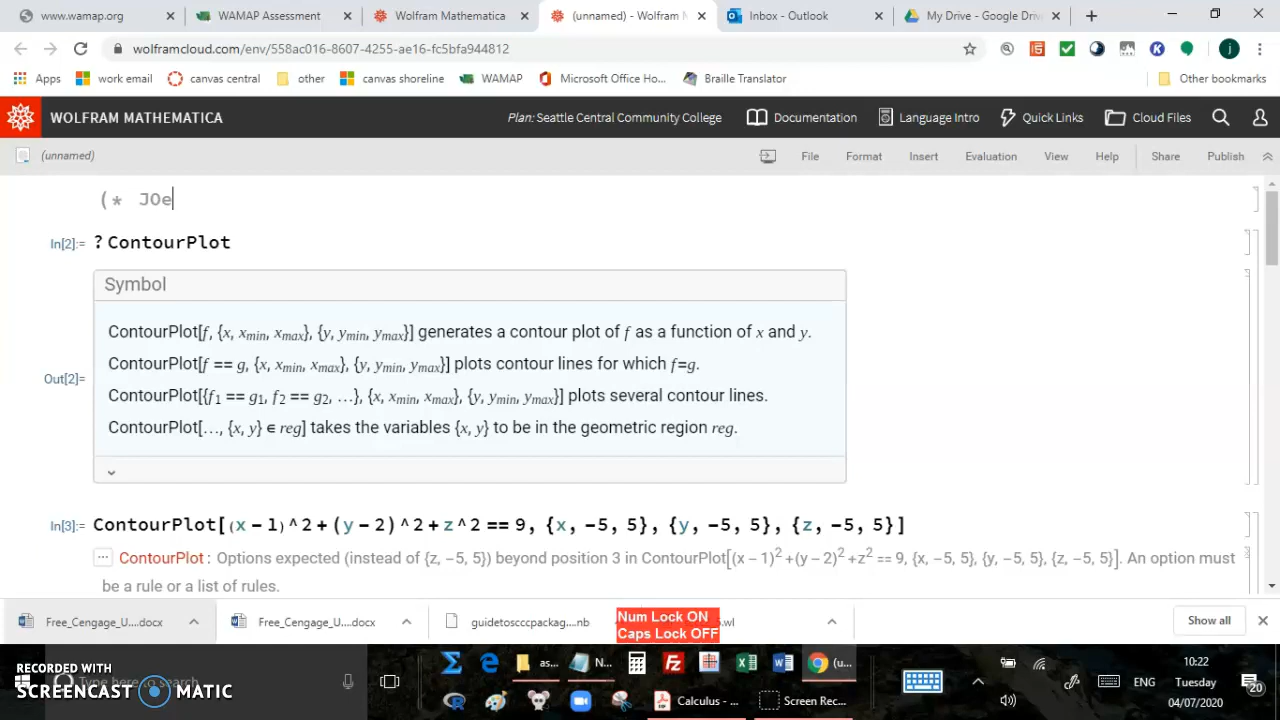 www.wamap.org
WAMAP Assessment
Wolfram Mathematica
(unnamed) - Wolfram M
Inbox - Outlook
My Drive - Google Dri
wolframcloud.com/env/558ac016-8607-4255-ae16-fc5bfa944812
Apps
work email
canvas central
other
canvas shoreline
WAMAP
Microsoft Office Ho...
Braille Translator
Other bookmarks
WOLFRAM MATHEMATICA
Plan: Seattle Central Community College
Documentation
Language Intro
Quick Links
Cloud Files
(unnamed)
File Format Insert Evaluation View Help Share Publish
(* JOe
In[2]:= ? ContourPlot
Symbol
ContourPlot[f, {x, xmin, xmax}, {y, ymin, ymax}] generates a contour plot of f as a function of x and y.
ContourPlot[f == g, {x, xmin, xmax}, {y, ymin, ymax}] plots contour lines for which f=g.
Out[2]=
ContourPlot[{f1 == g1, f2 == g2, …}, {x, xmin, xmax}, {y, ymin, ymax}] plots several contour lines.
ContourPlot[…, {x, y} ∈ reg] takes the variables {x, y} to be in the geometric region reg.
In[3]:= ContourPlot[(x - 1)^2 + (y - 2)^2 + z^2 == 9, {x, -5, 5}, {y, -5, 5}, {z, -5, 5}]
ContourPlot : Options expected (instead of {z, −5, 5}) beyond position 3 in ContourPlot[(x − 1)² + (y − 2)² + z² == 9, {x, −5, 5}, {y, −5, 5}, {z, −5, 5}]. An option must
be a rule or a list of rules.
Free_Cengage_U....docx
Free_Cengage_U....docx
guidetosccc​packag....nb
.wl
Show all
Num Lock ON
Caps Lock OFF
RECORDED WITH
SCREENCAST MATIC
as...
N...
(u...
Calculus - ...
Screen Rec...
ENG
10:22
Tuesday
04/07/2020
20